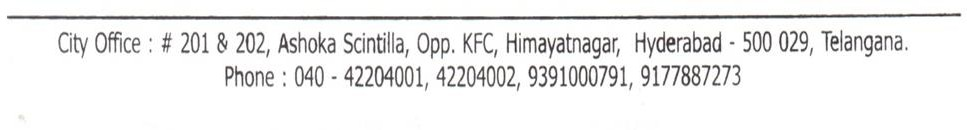 City Office : # 201 & 202, Ashoka Scintilla, Opp. KFC, Himayatnagar, Hyderabad - 500 029, Telangana.
Phone : 040 - 42204001, 42204002, 9391000791, 9177887273